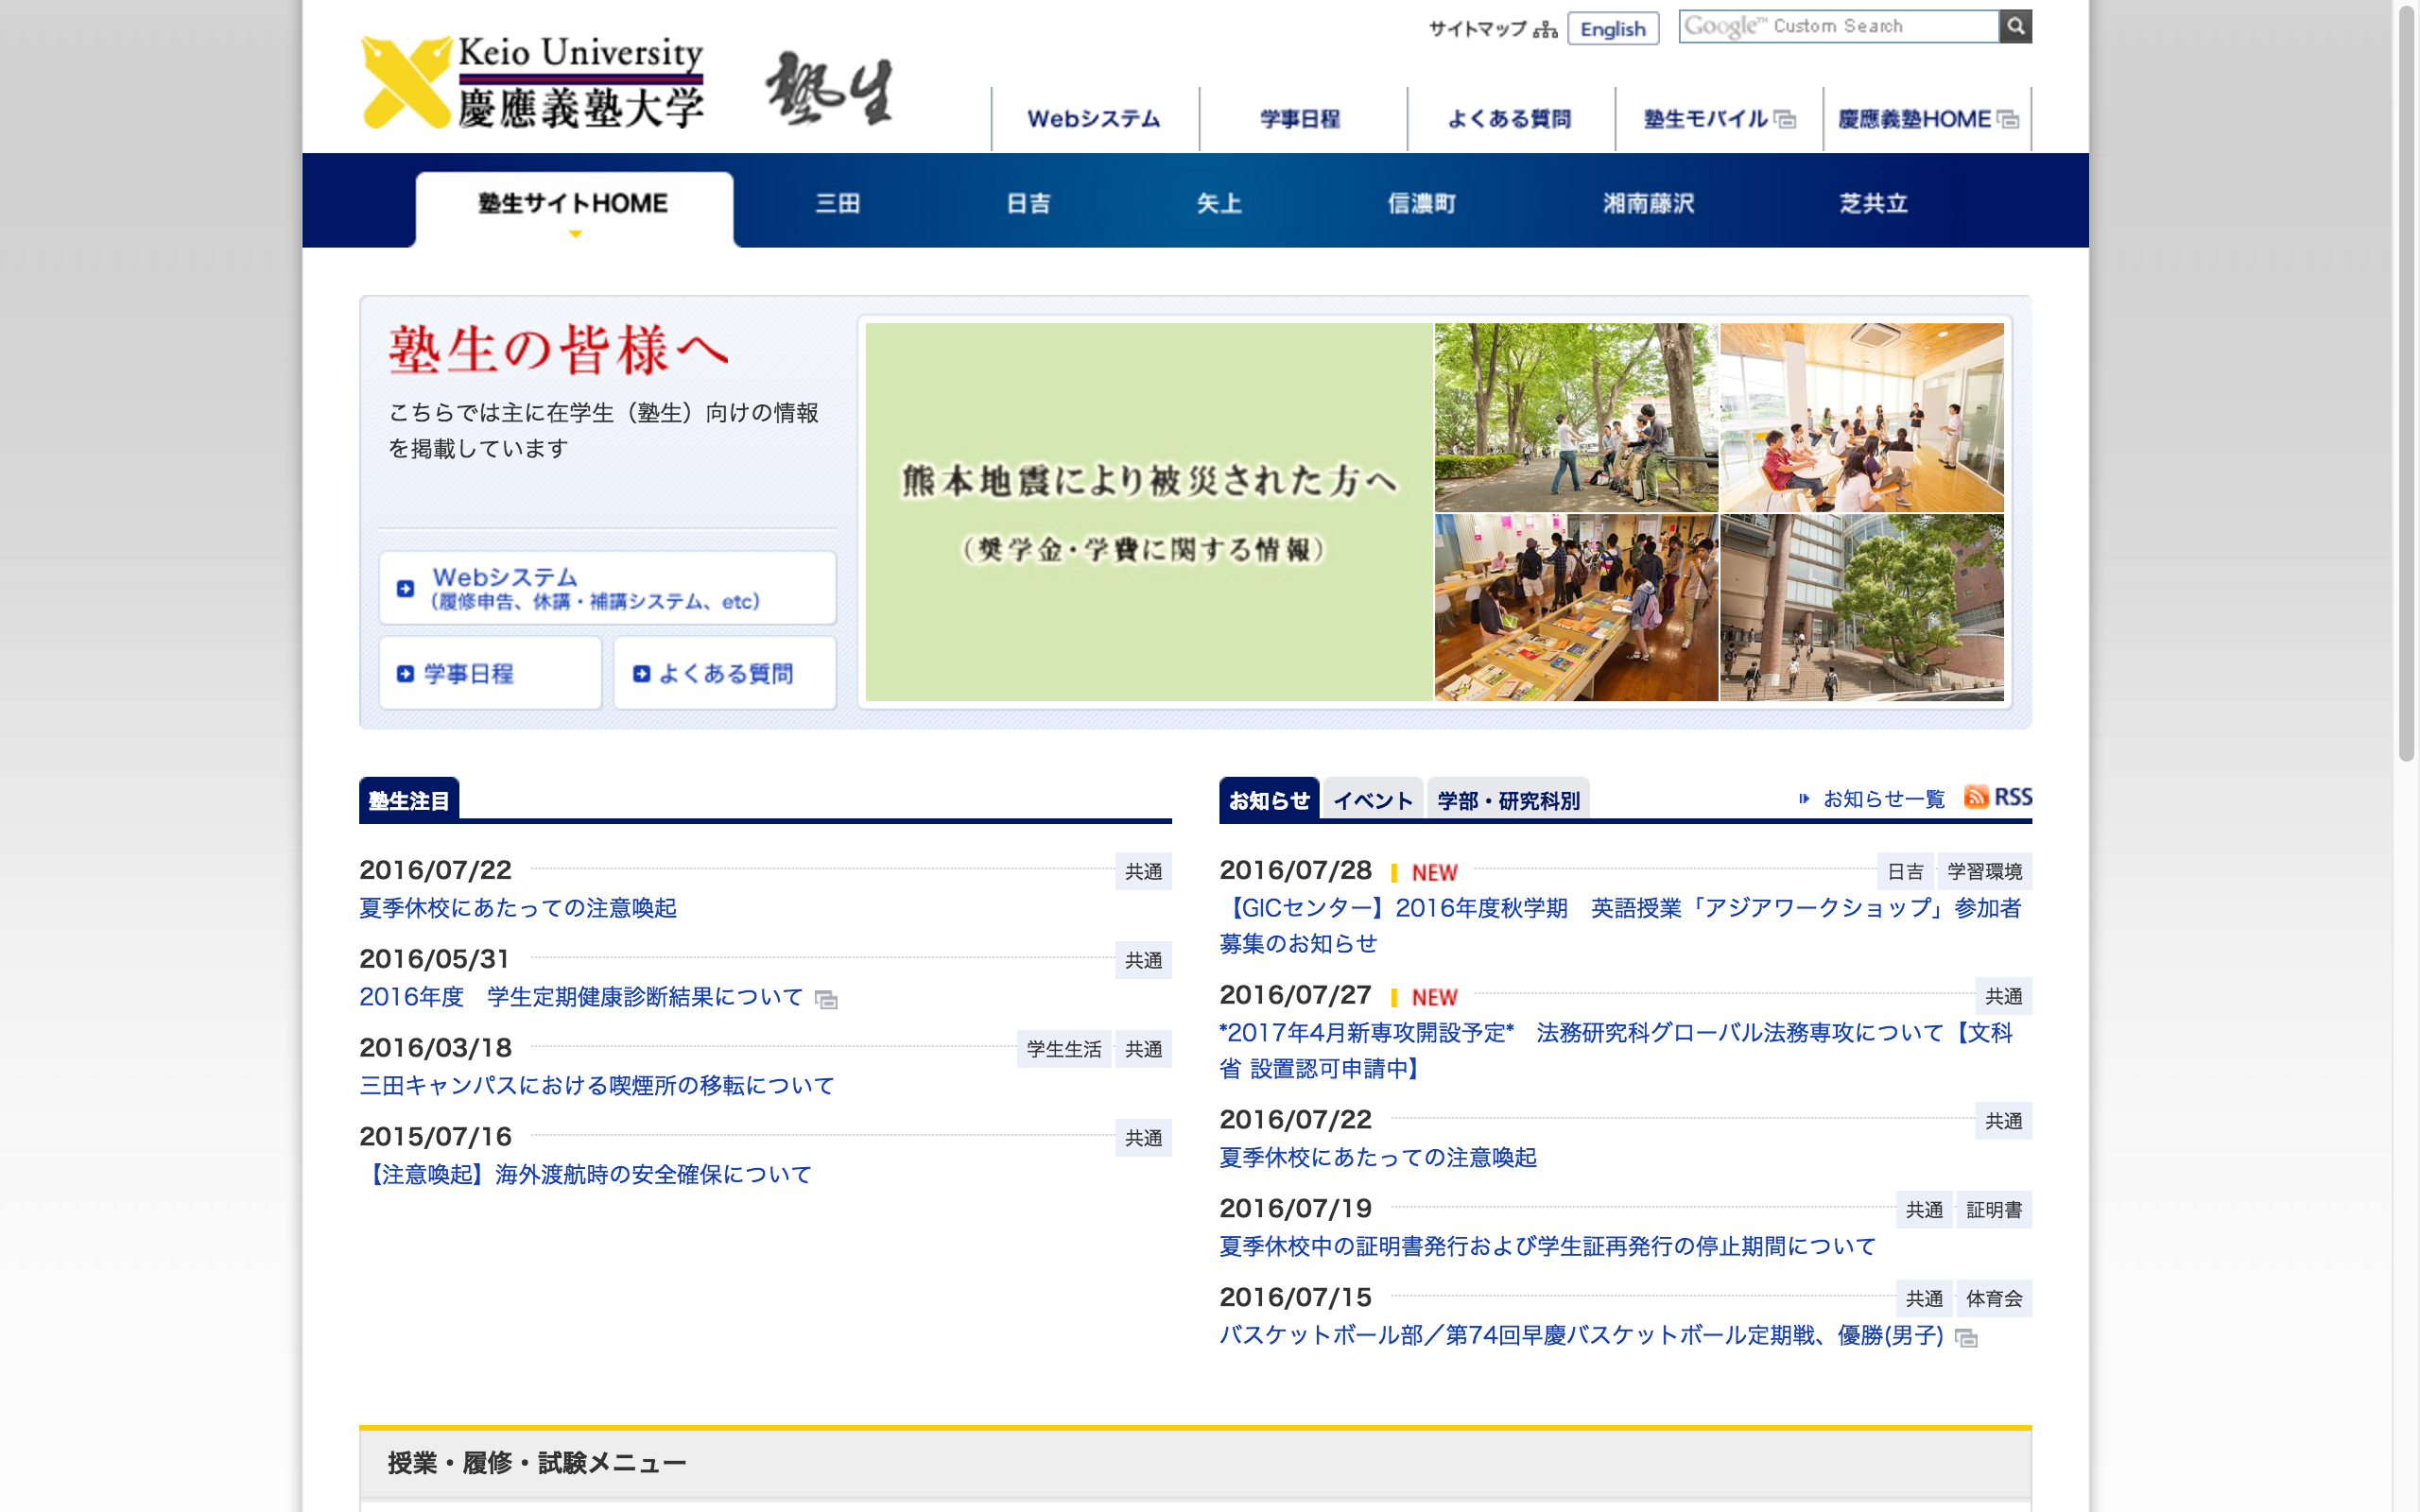 サイトマップ English Google™ Custom Search
Keio University
慶應義塾大学
塾生
Webシステム 学事日程 よくある質問 塾生モバイル 慶應義塾HOME
塾生サイトHOME 三田 日吉 矢上 信濃町 湘南藤沢 芝共立
塾生の皆様へ
こちらでは主に在学生（塾生）向けの情報
を掲載しています
Webシステム
（履修申告、休講・補講システム、etc）
学事日程 よくある質問
熊本地震により被災された方へ
（奨学金・学費に関する情報）
塾生注目
2016/07/22 共通
夏季休校にあたっての注意喚起
2016/05/31 共通
2016年度　学生定期健康診断結果について
2016/03/18 学生生活 共通
三田キャンパスにおける喫煙所の移転について
2015/07/16 共通
【注意喚起】海外渡航時の安全確保について
お知らせ イベント 学部・研究科別 お知らせ一覧 RSS
2016/07/28 NEW 日吉 学習環境
【GICセンター】2016年度秋学期　英語授業「アジアワークショップ」参加者
募集のお知らせ
2016/07/27 NEW 共通
*2017年4月新専攻開設予定*　法務研究科グローバル法務専攻について【文科
省 設置認可申請中】
2016/07/22 共通
夏季休校にあたっての注意喚起
2016/07/19 共通 証明書
夏季休校中の証明書発行および学生証再発行の停止期間について
2016/07/15 共通 体育会
バスケットボール部／第74回早慶バスケットボール定期戦、優勝(男子)
授業・履修・試験メニュー